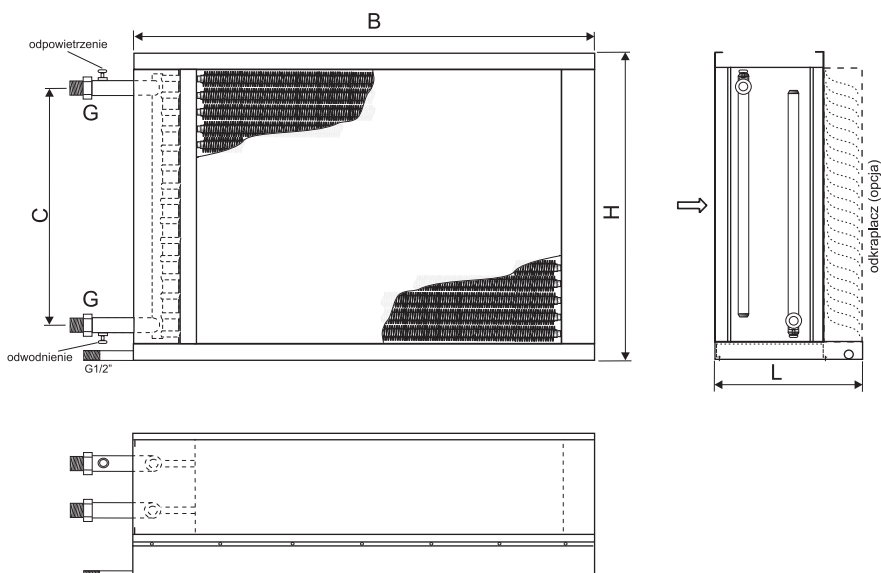 B
odpowietrzenie
G
C
H
G
odwodnienie
G1/2"
odkraplacz (opcja)
L